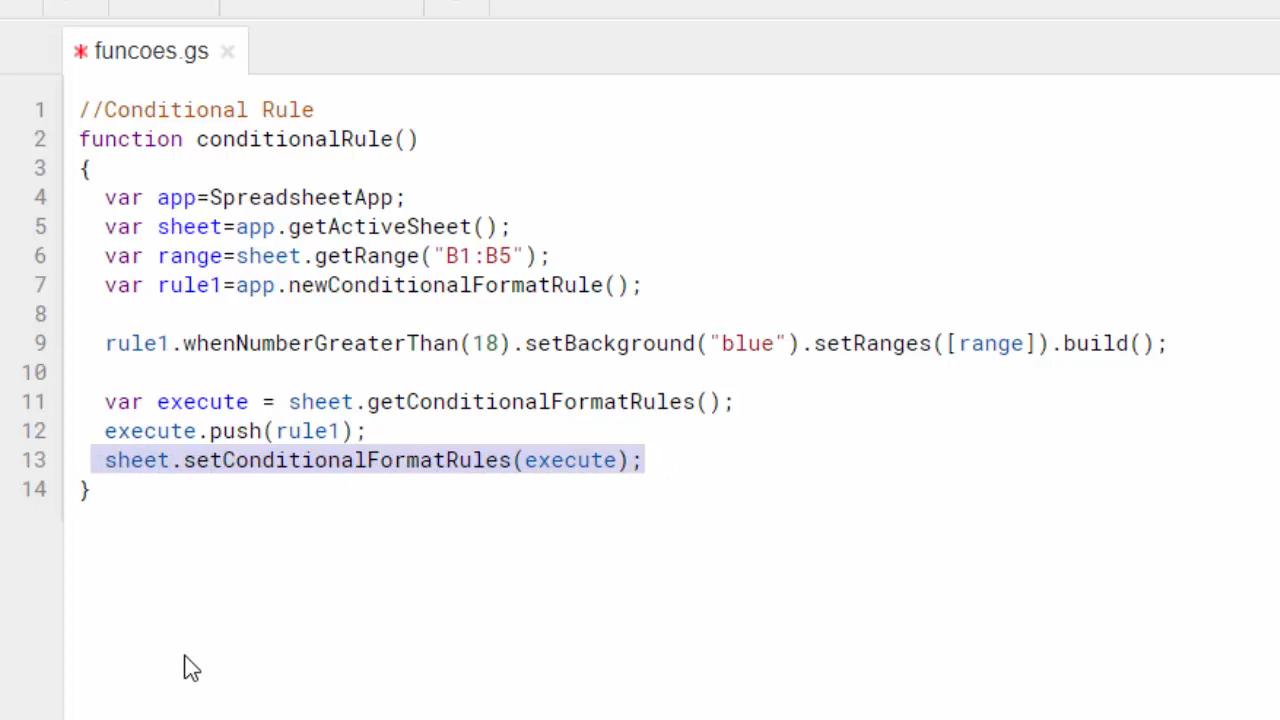 * funcoes.gs ×
1 //Conditional Rule
2 function conditionalRule()
3 {
4 var app=SpreadsheetApp;
5 var sheet=app.getActiveSheet();
6 var range=sheet.getRange("B1:B5");
7 var rule1=app.newConditionalFormatRule();
8
9 rule1.whenNumberGreaterThan(18).setBackground("blue").setRanges([range]).build();
10
11 var execute = sheet.getConditionalFormatRules();
12 execute.push(rule1);
13 sheet.setConditionalFormatRules(execute);
14 }